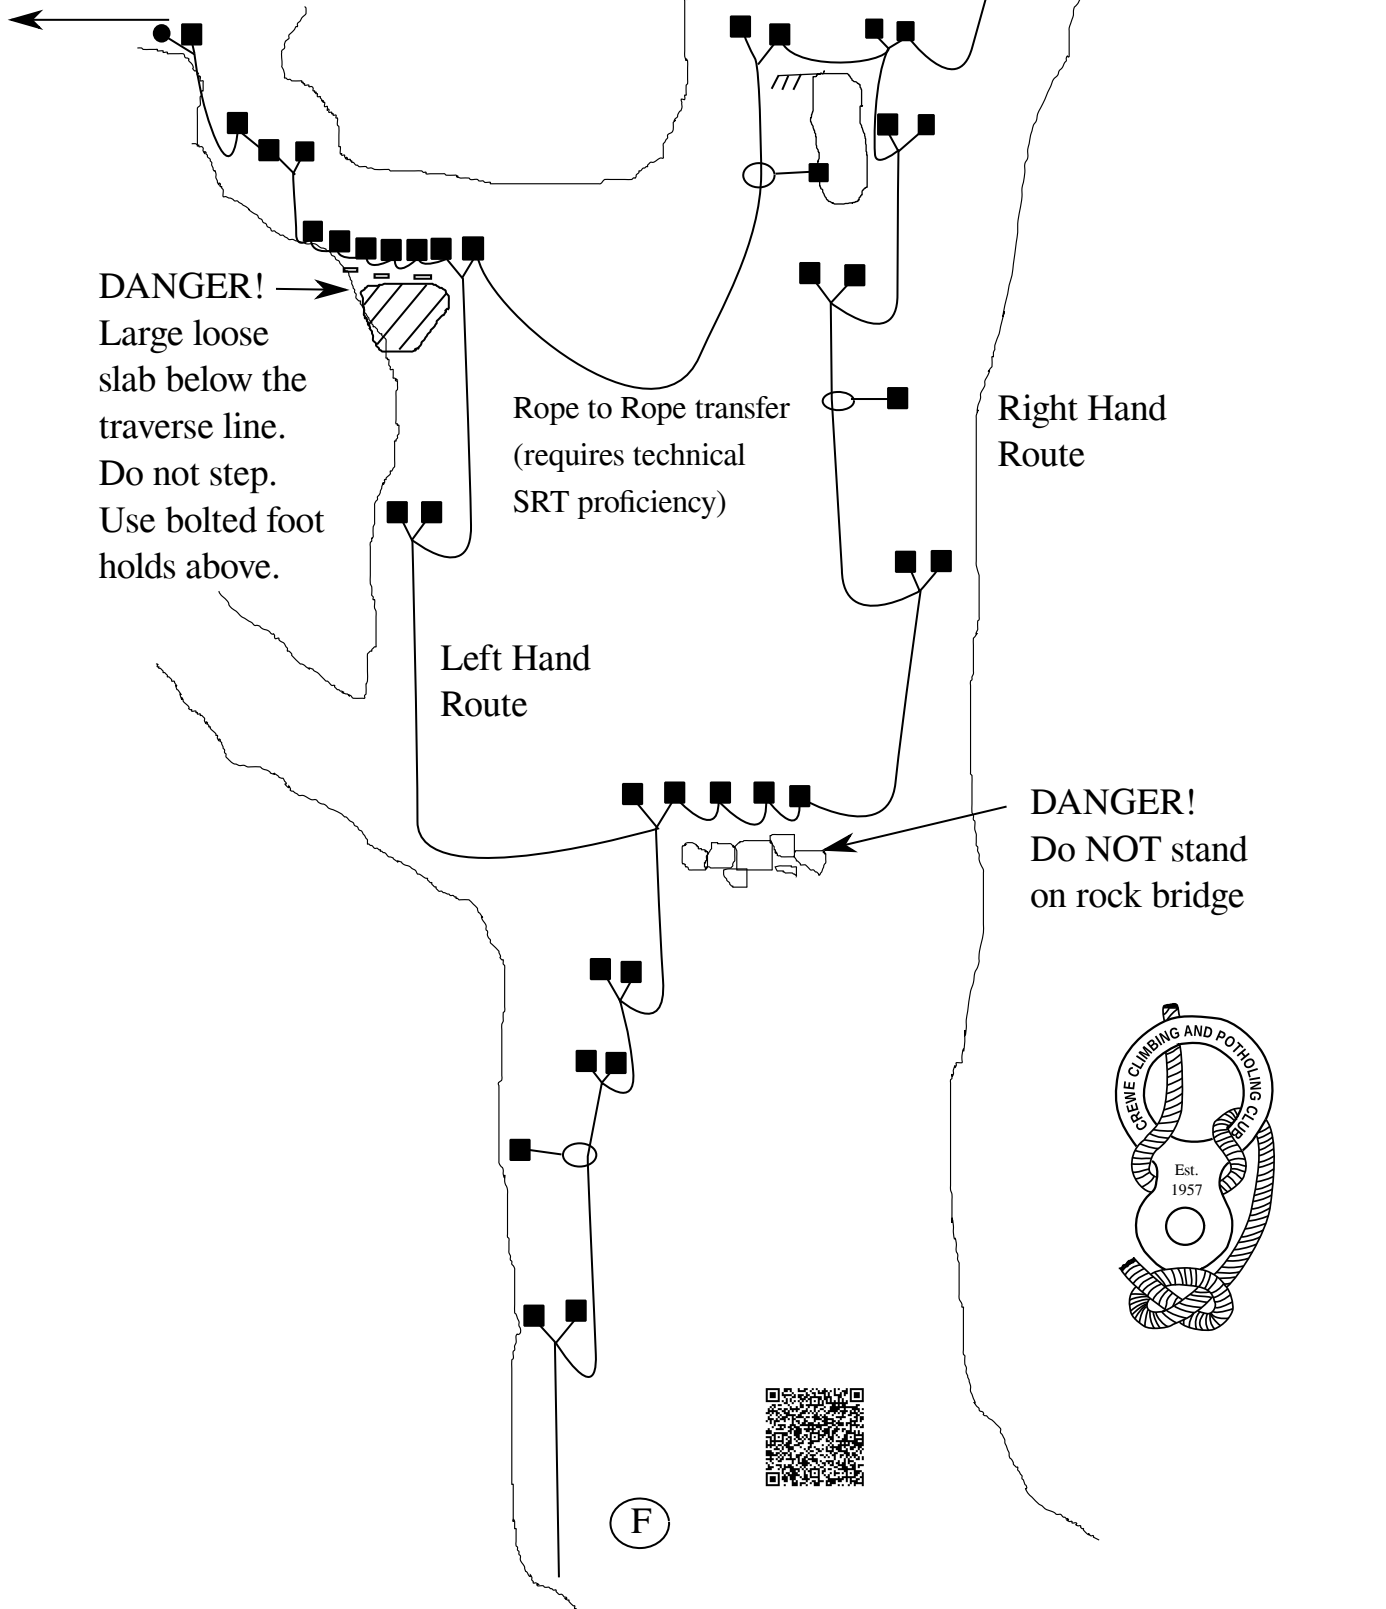 DANGER!
Large loose
slab below the
traverse line.
Do not step.
Use bolted foot
holds above.
Rope to Rope transfer
(requires technical
SRT proficiency)
Right Hand
Route
Left Hand
Route
DANGER!
Do NOT stand
on rock bridge
CREWE CLIMBING AND POTHOLING CLUB
Est.
1957
F